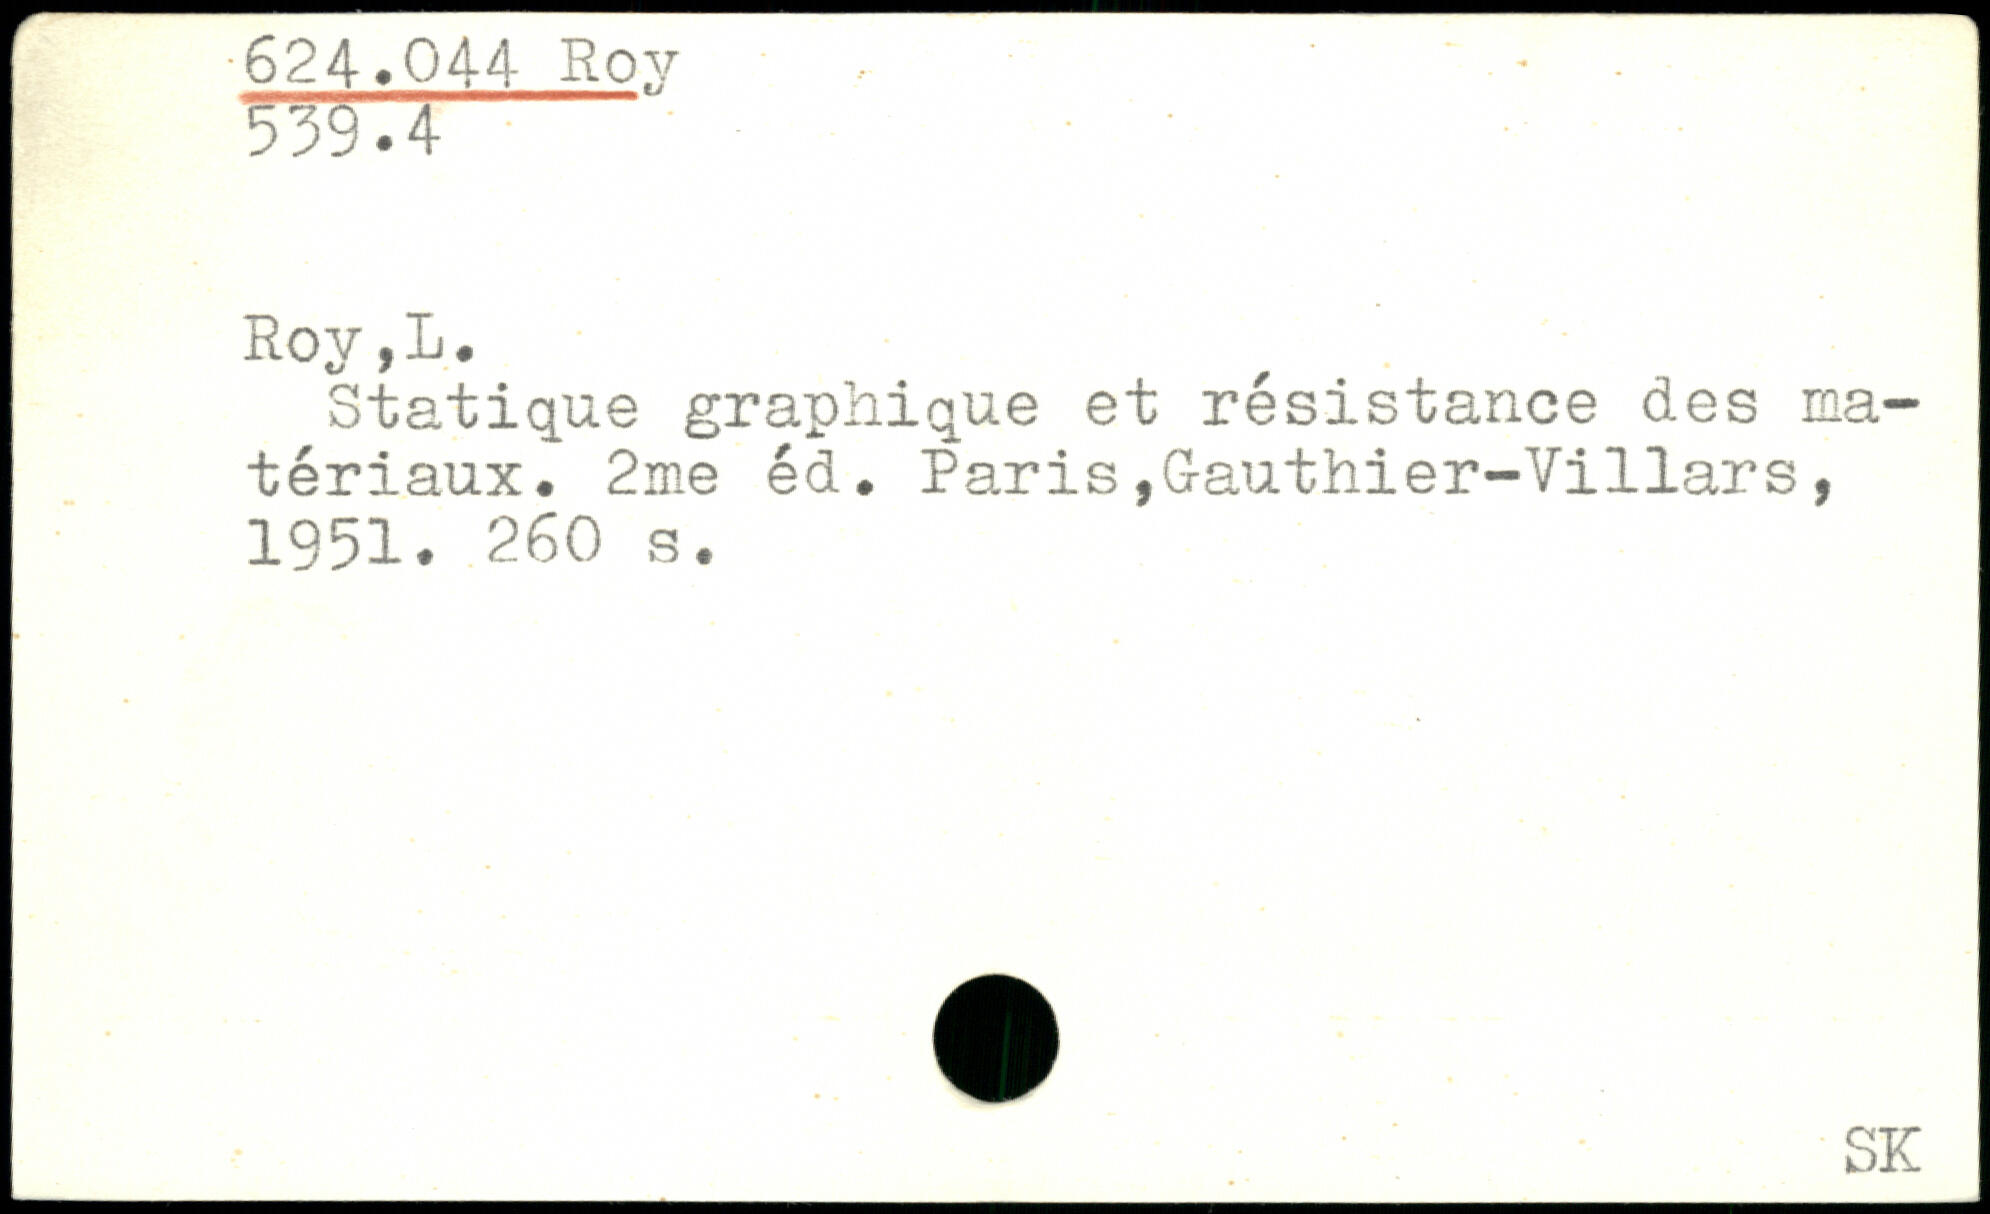 624.044 Roy
539.4
Roy,L.
Statique graphique et résistance des ma-
tériaux. 2me éd. Paris,Gauthier-Villars,
1951. 260 s.
SK